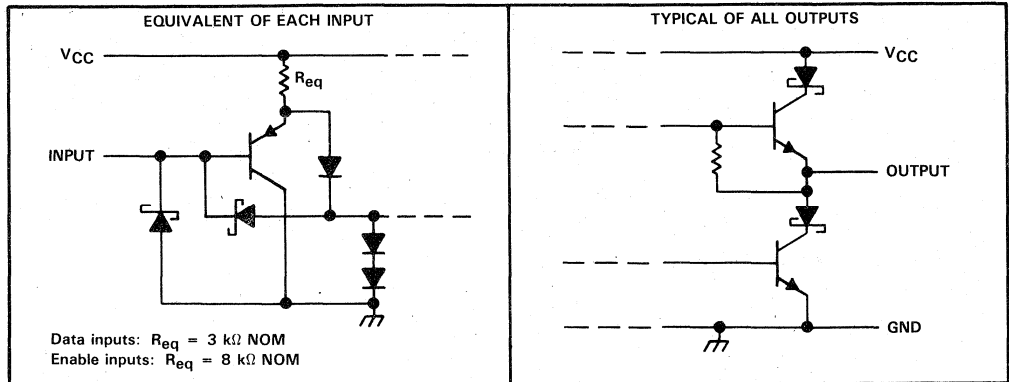 EQUIVALENT OF EACH INPUT
VCC
Req
INPUT
Data inputs: Req = 3 kΩ NOM
Enable inputs: Req = 8 kΩ NOM
TYPICAL OF ALL OUTPUTS
VCC
OUTPUT
GND